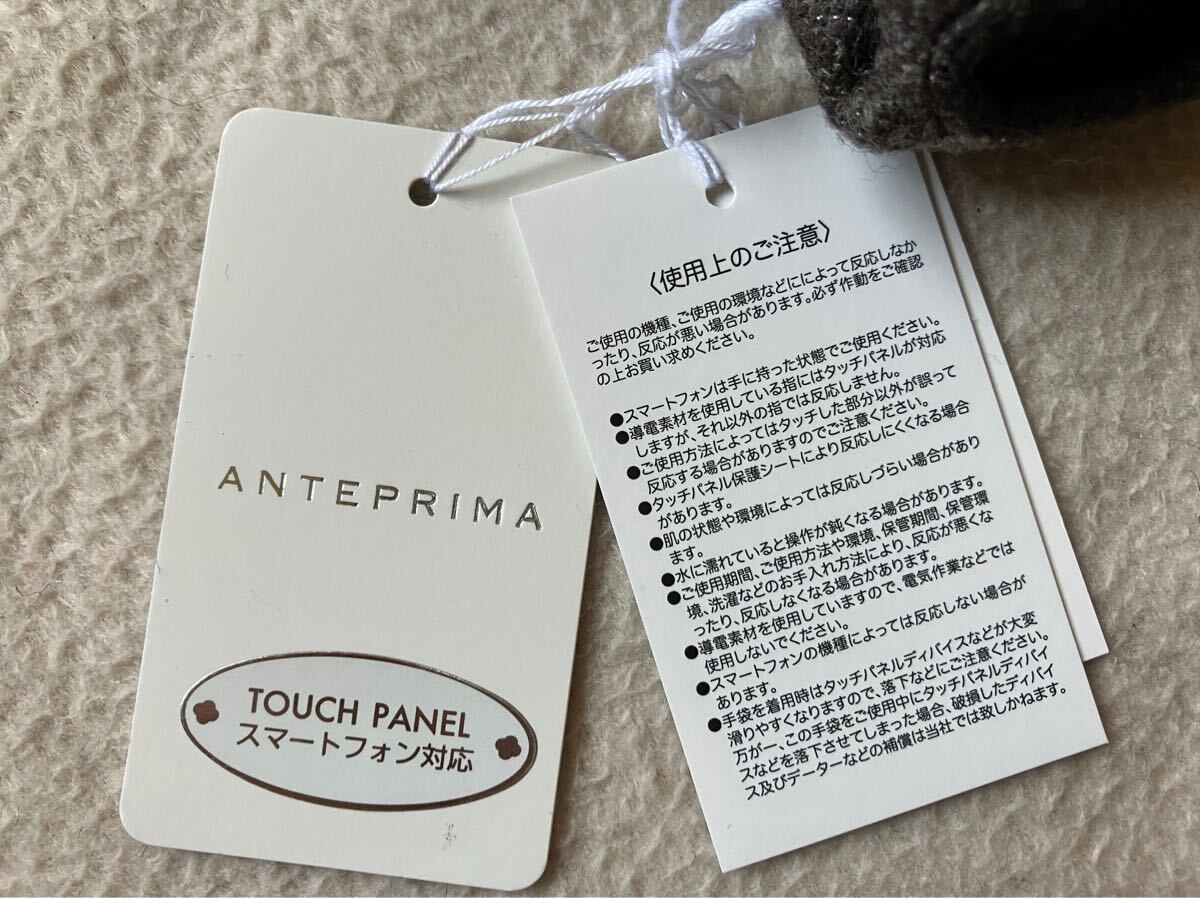 ANTEPRIMA
TOUCH PANEL
スマートフォン対応
〈使用上のご注意〉
ご使用の機種、ご使用の環境などにによって反応しなか
ったり、反応が悪い場合があります。必ず作動をご確認
の上お買い求めください。
●スマートフォンは手に持った状態でご使用ください。
●導電素材を使用している指にはタッチパネルが対応
しますが、それ以外の指では反応しません。
●ご使用方法によってはタッチした部分以外が誤って
反応する場合がありますのでご注意ください。
●タッチパネル保護シートにより反応しにくくなる場合
があります。
●肌の状態や環境によっては反応しづらい場合があり
ます。
●水に濡れていると操作が鈍くなる場合があります。
●ご使用期間、ご使用方法や環境、保管期間、保管環
境、洗濯などのお手入れ方法により、反応が悪くな
ったり、反応しなくなる場合があります。
●導電素材を使用していますので、電気作業などでは
使用しないでください。
●スマートフォンの機種によっては反応しない場合が
あります。
●手袋を着用時はタッチパネルディバイスなどが大変
滑りやすくなりますので、落下などにご注意ください。
万が一、この手袋をご使用中にタッチパネルディバイ
スなどを落下させてしまった場合、破損したディバイ
ス及びデーターなどの補償は当社では致しかねます。